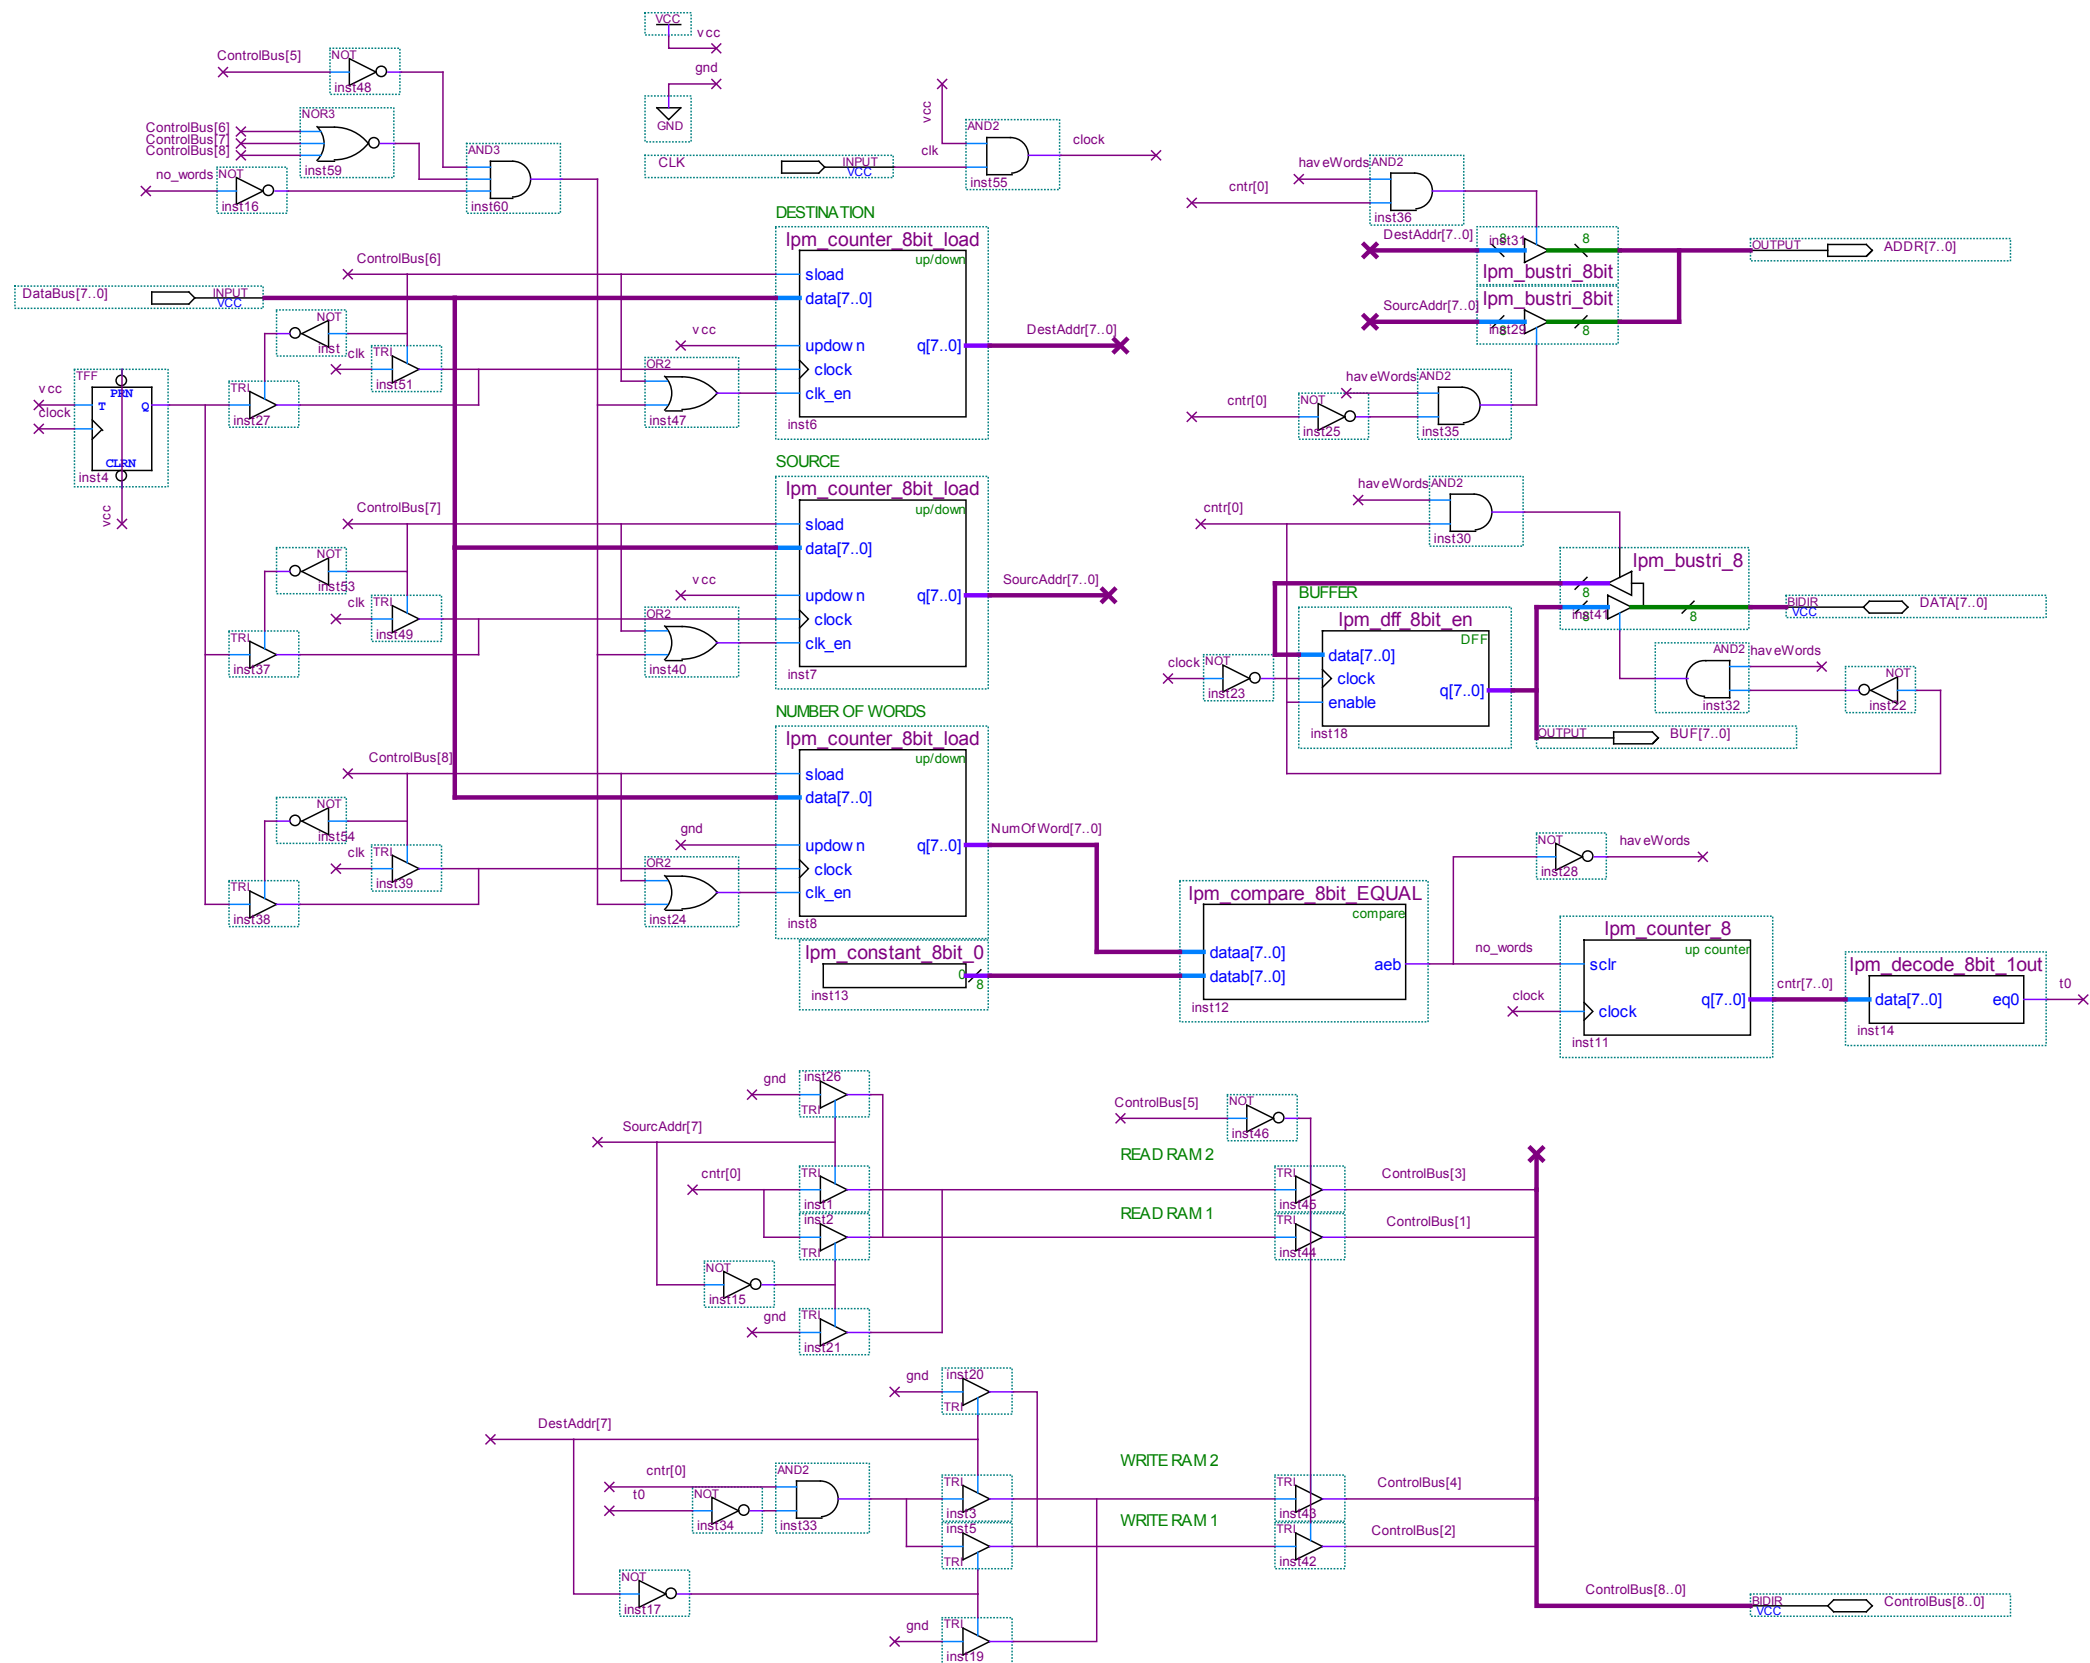 VCC
vcc
gnd
GND
ControlBus[5]
NOT
inst48
NOR3
ControlBus[6]
ControlBus[7]
ControlBus[8]
inst59
no_words
NOT
inst16
AND3
inst60
vcc
clk
AND2
clock
inst55
CLK
INPUT
VCC
haveWords
AND2
cntr[0]
inst36
DestAddr[7..0]
inst31
8
8
lpm_bustri_8bit
OUTPUT
ADDR[7..0]
SourcAddr[7..0]
lpm_bustri_8bit
inst29
8
8
haveWords
AND2
cntr[0]
NOT
inst25
inst35
DESTINATION
lpm_counter_8bit_load
up/down
ControlBus[6]
sload
DataBus[7..0]
INPUT
VCC
data[7..0]
NOT
inst
vcc
updown
q[7..0]
DestAddr[7..0]
clk
TRI
inst51
OR2
clock
clk_en
inst47
inst6
TFF
PRN
vcc
T
Q
clock
CLRN
inst4
vcc
TRI
inst27
SOURCE
lpm_counter_8bit_load
up/down
ControlBus[7]
sload
data[7..0]
NOT
inst53
vcc
updown
q[7..0]
SourcAddr[7..0]
clk
TRI
inst49
OR2
clock
clk_en
inst40
inst7
TRI
inst37
haveWords
AND2
cntr[0]
inst30
lpm_bustri_8
8
inst41
8
8
BIDIR
VCC
DATA[7..0]
BUFFER
lpm_dff_8bit_en
DFF
data[7..0]
clock
NOT
inst23
clock
enable
q[7..0]
inst18
AND2
haveWords
inst32
NOT
inst22
OUTPUT
BUF[7..0]
NUMBER OF WORDS
lpm_counter_8bit_load
up/down
ControlBus[8]
sload
data[7..0]
NOT
inst54
gnd
updown
q[7..0]
NumOfWord[7..0]
clk
TRI
inst39
OR2
clock
clk_en
inst24
inst8
TRI
inst38
lpm_constant_8bit_0
0
8
inst13
lpm_compare_8bit_EQUAL
compare
dataa[7..0]
datab[7..0]
aeb
inst12
NOT
haveWords
inst28
no_words
lpm_counter_8
up counter
sclr
clock
q[7..0]
clock
inst11
cntr[7..0]
lpm_decode_8bit_1out
data[7..0]
eq0
t0
inst14
gnd
inst26
TRI
SourcAddr[7]
ControlBus[5]
NOT
inst46
READ RAM 2
cntr[0]
TRI
inst1
TRI
inst45
ControlBus[3]
inst2
TRI
READ RAM 1
TRI
inst44
ControlBus[1]
NOT
inst15
gnd
TRI
inst21
gnd
inst20
TRI
DestAddr[7]
WRITE RAM 2
cntr[0]
AND2
t0
NOT
inst34
inst33
TRI
inst3
TRI
inst43
ControlBus[4]
inst5
TRI
WRITE RAM 1
TRI
inst42
ControlBus[2]
NOT
inst17
gnd
TRI
inst19
ControlBus[8..0]
BIDIR
VCC
ControlBus[8..0]